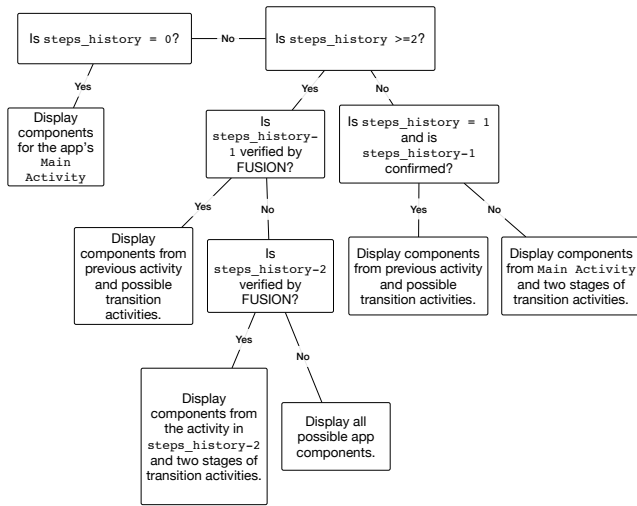 Is steps_history = 0?
No
Is steps_history >=2?
Yes
Yes
No
Display
components
for the app's
Main
Activity
Is
steps_history-
1 verified by
FUSION?
Is steps_history = 1
and is
steps_history-1
confirmed?
Yes
No
Yes
No
Display
components from
previous activity
and possible
transition
activities.
Is
steps_history-2
verified by
FUSION?
Display components
from previous activity
and possible
transition activities.
Display components
from Main Activity
and two stages of
transition activities.
Yes
No
Display
components from
the activity in
steps_history-2
and two stages of
transition activities.
Display all
possible app
components.